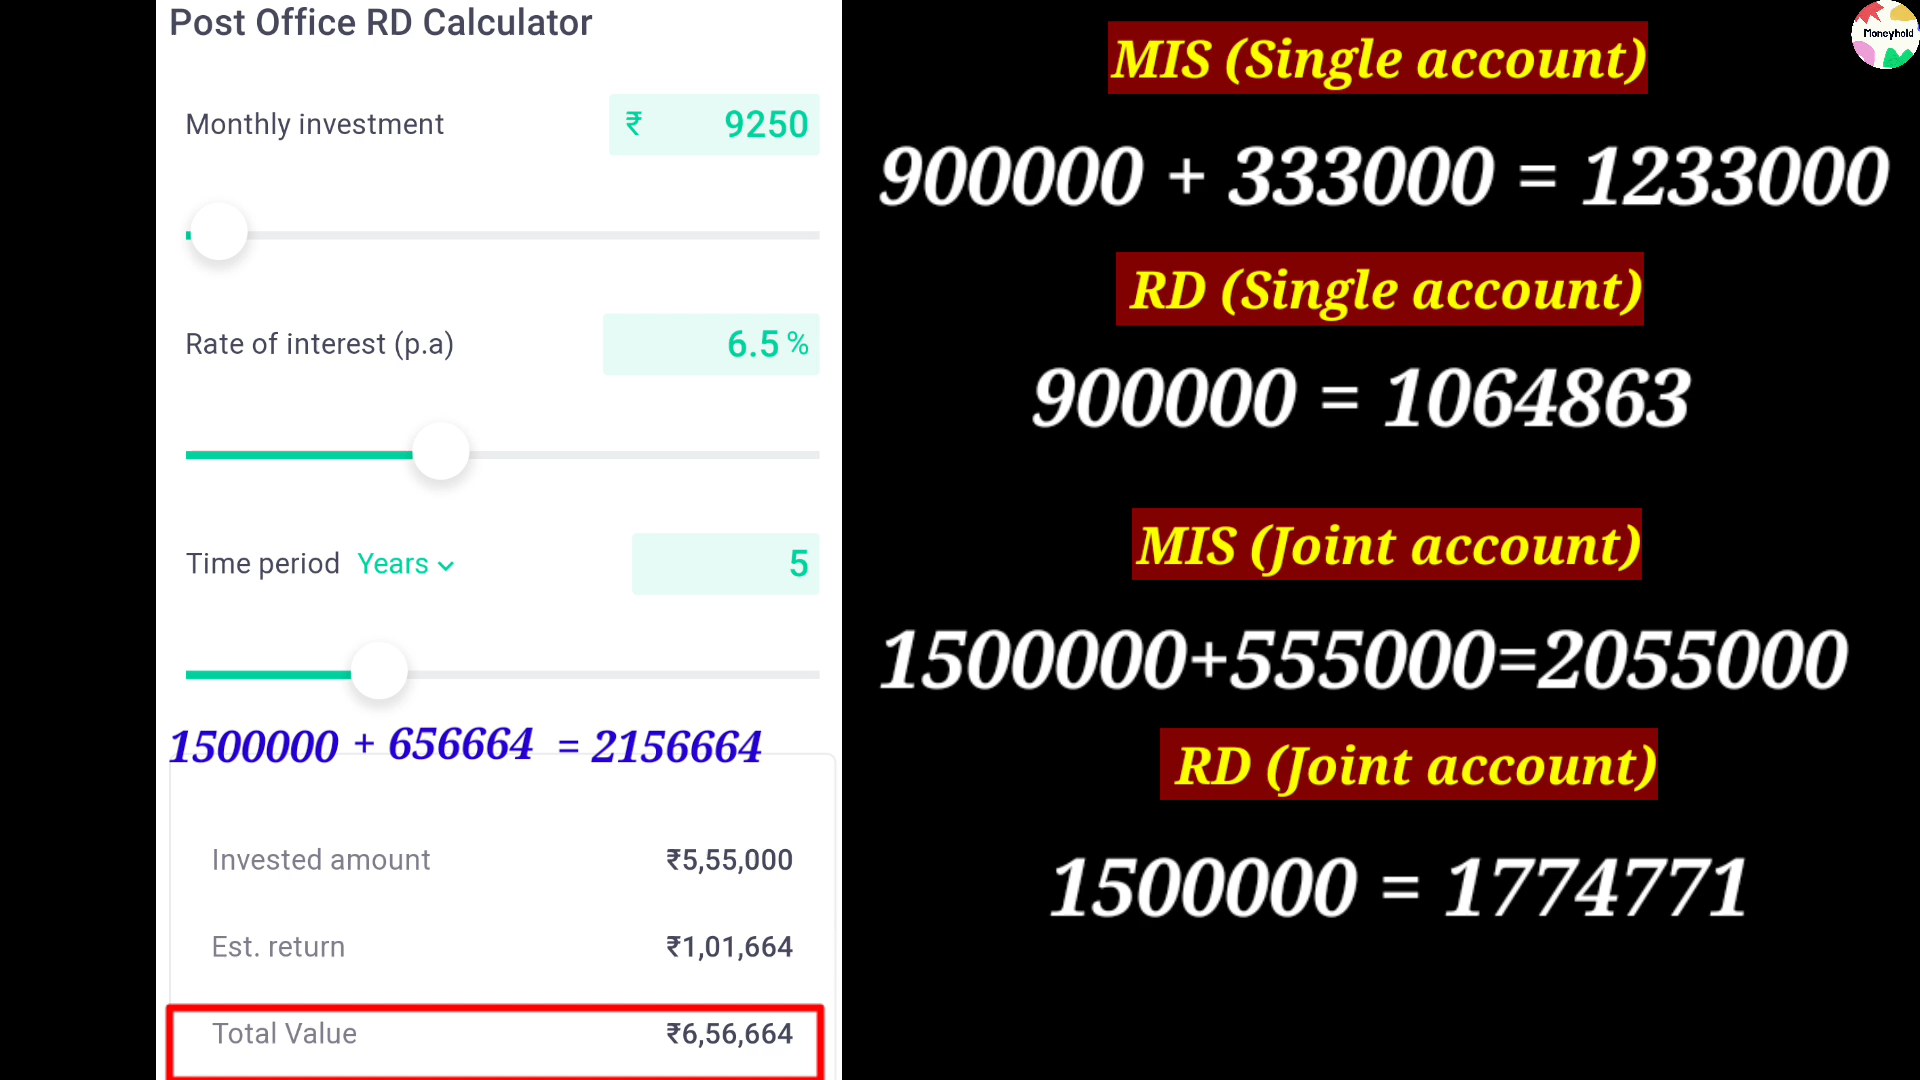 Post Office RD Calculator
Monthly investment ₹ 9250
Rate of interest (p.a) 6.5 %
Time period Years 5
1500000 + 656664 = 2156664
Invested amount ₹5,55,000
Est. return ₹1,01,664
Total Value ₹6,56,664
MIS (Single account)
900000 + 333000 = 1233000
RD (Single account)
900000 = 1064863
MIS (Joint account)
1500000+555000=2055000
RD (Joint account)
1500000 = 1774771
Moneyhold